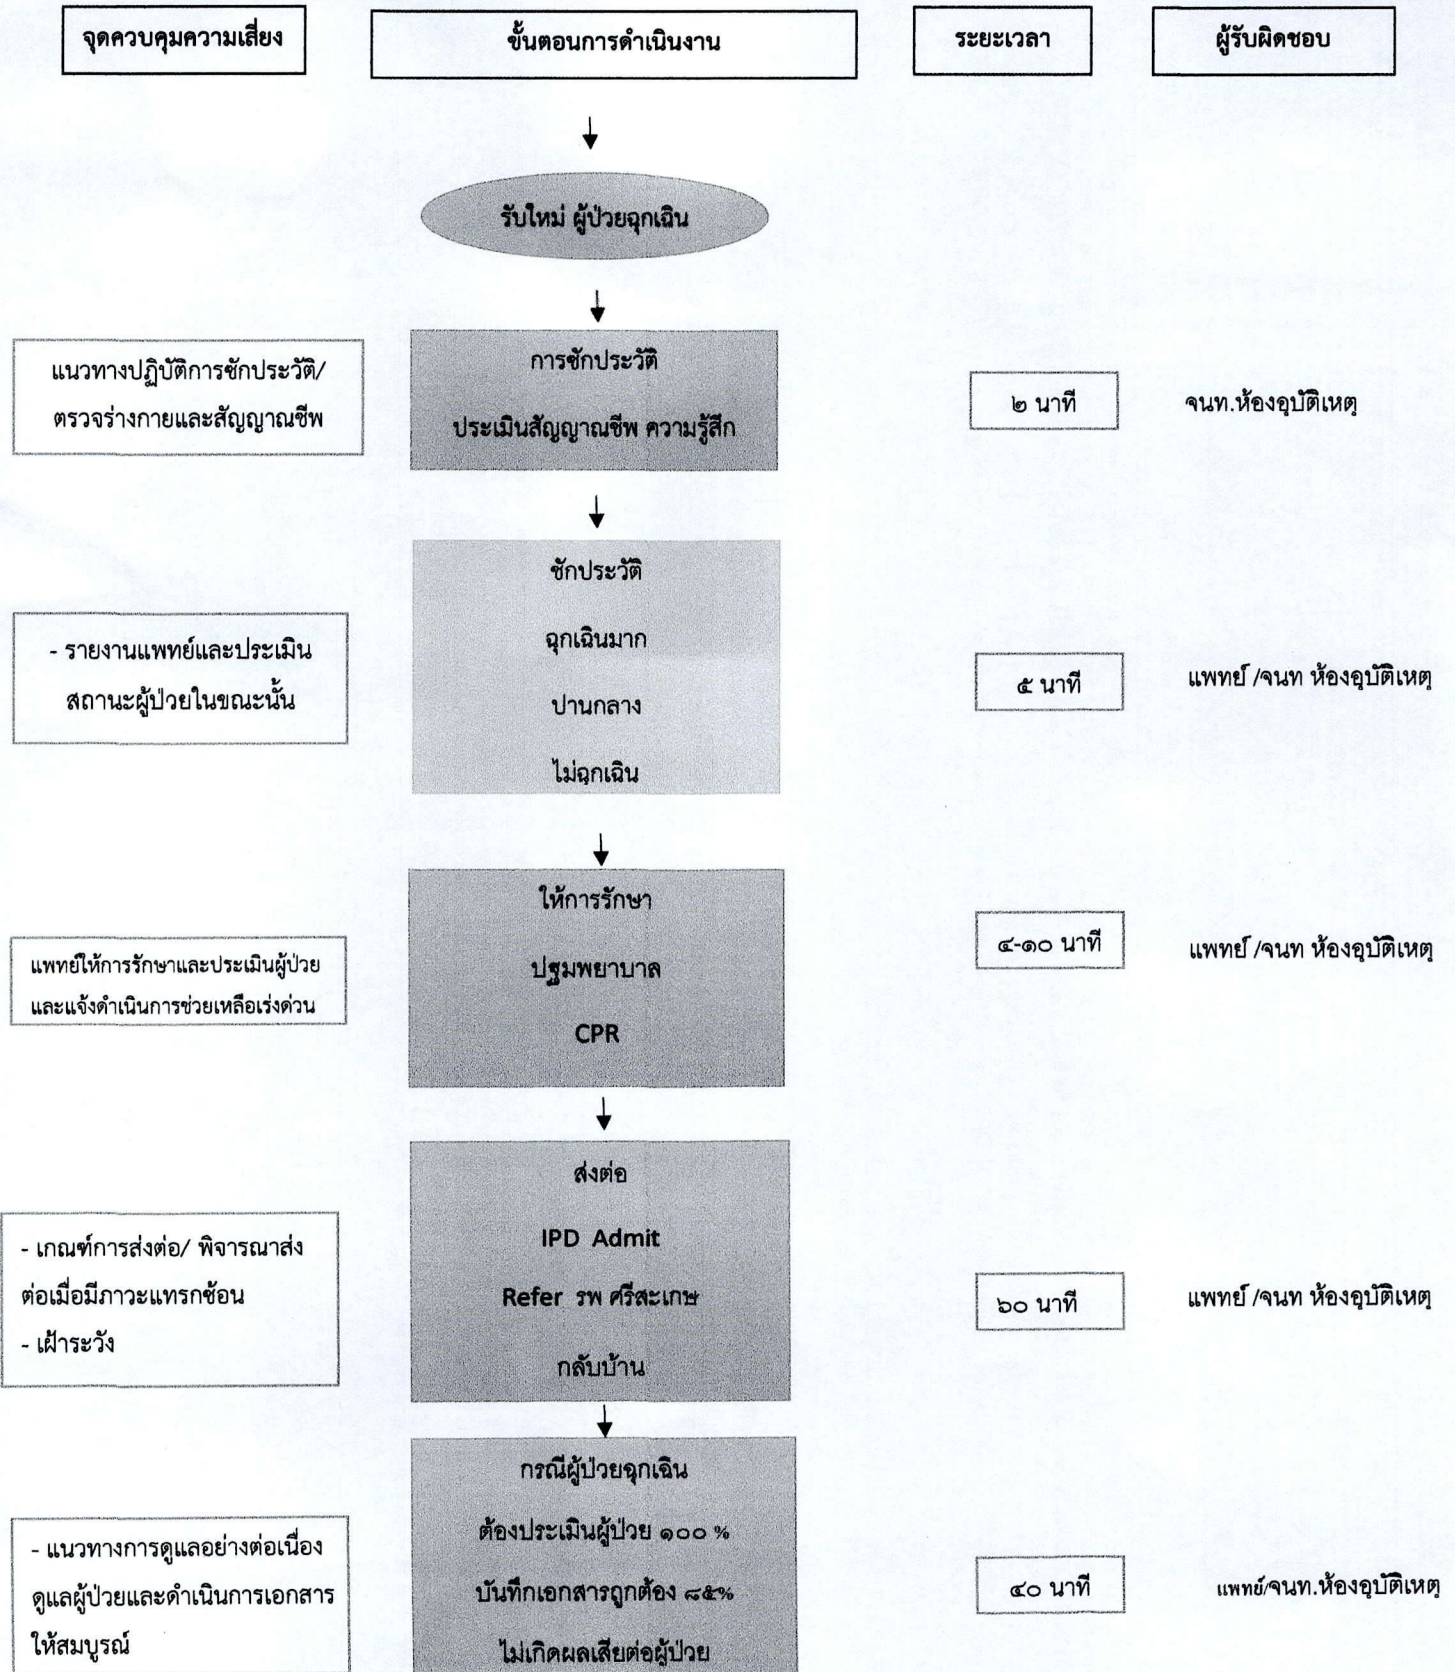 จุดควบคุมความเสี่ยง
ขั้นตอนการดำเนินงาน
ระยะเวลา
ผู้รับผิดชอบ
รับใหม่ ผู้ป่วยฉุกเฉิน
แนวทางปฏิบัติการซักประวัติ/
ตรวจร่างกายและสัญญาณชีพ
การซักประวัติ
ประเมินสัญญาณชีพ ความรู้สึก
๒ นาที
จนท.ห้องอุบัติเหตุ
- รายงานแพทย์และประเมิน
สถานะผู้ป่วยในขณะนั้น
ซักประวัติ
ฉุกเฉินมาก
ปานกลาง
ไม่ฉุกเฉิน
๕ นาที
แพทย์ /จนท ห้องอุบัติเหตุ
แพทย์ให้การรักษาและประเมินผู้ป่วย
และแจ้งดำเนินการช่วยเหลือเร่งด่วน
ให้การรักษา
ปฐมพยาบาล
CPR
๔-๑๐ นาที
แพทย์ /จนท ห้องอุบัติเหตุ
- เกณฑ์การส่งต่อ/ พิจารณาส่ง
ต่อเมื่อมีภาวะแทรกซ้อน
- เฝ้าระวัง
ส่งต่อ
IPD Admit
Refer รพ ศรีสะเกษ
กลับบ้าน
๖๐ นาที
แพทย์ /จนท ห้องอุบัติเหตุ
- แนวทางการดูแลอย่างต่อเนื่อง
ดูแลผู้ป่วยและดำเนินการเอกสาร
ให้สมบูรณ์
กรณีผู้ป่วยฉุกเฉิน
ต้องประเมินผู้ป่วย ๑๐๐ %
บันทึกเอกสารถูกต้อง ๘๕%
ไม่เกิดผลเสียต่อผู้ป่วย
๔๐ นาที
แพทย์/จนท.ห้องอุบัติเหตุ